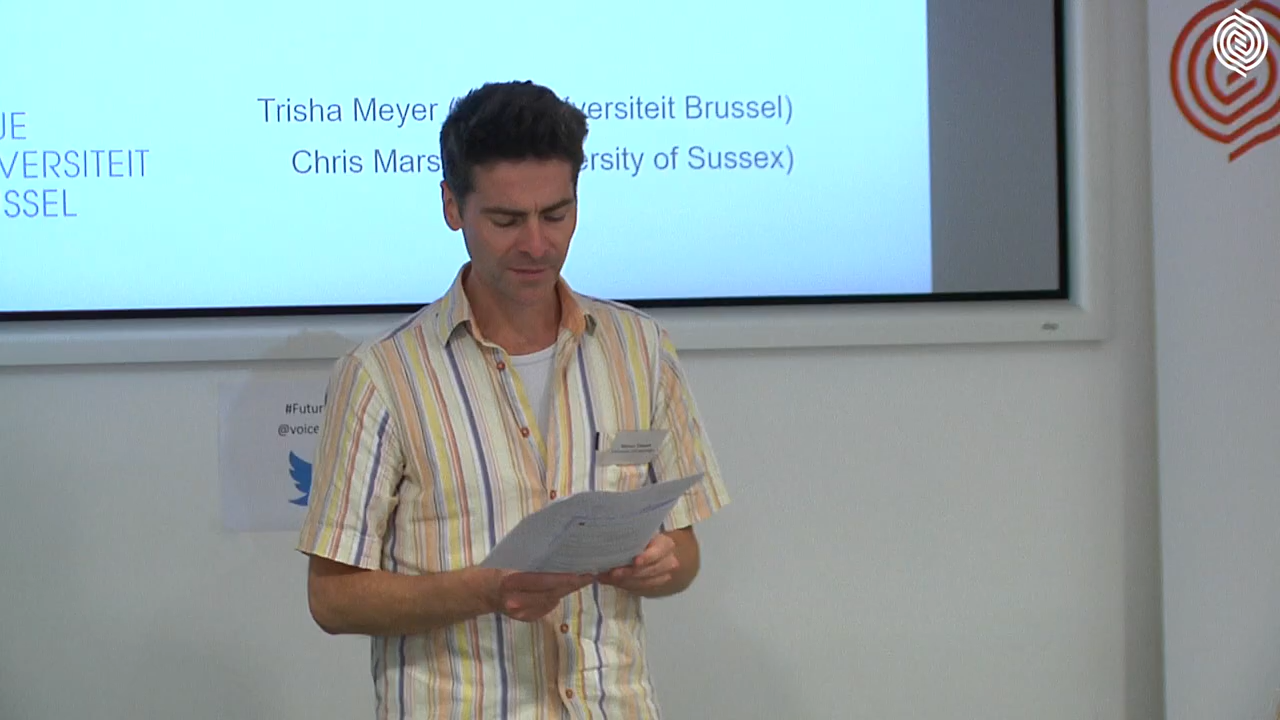 Trisha Meyer ( versiteit Brussel)
Chris Mars ersity of Sussex)
UE
VERSITEIT
SSEL
#Futur
@voice